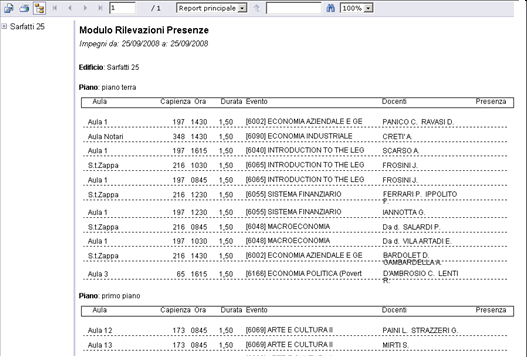 1 / 1 Report principale 100%
Sarfatti 25
Modulo Rilevazioni Presenze
Impegni da: 25/09/2008 a: 25/09/2008
Edificio: Sarfatti 25
Piano: piano terra
Aula Capienza Ora Durata Evento Docenti Presenza
Aula 1 197 1430 1,50 [6002] ECONOMIA AZIENDALE E GE PANICO C. RAVASI D.
Aula Notari 348 1430 1,50 [6090] ECONOMIA INDUSTRIALE CRETI' A.
Aula 1 197 1615 1,50 [6040] INTRODUCTION TO THE LEG SCARSO A.
S.t.Zappa 216 1030 1,50 [6065] INTRODUCTION TO THE LEG FROSINI J.
Aula 1 197 0845 1,50 [6065] INTRODUCTION TO THE LEG FROSINI J.
S.t.Zappa 216 1230 1,50 [6055] SISTEMA FINANZIARIO FERRARI P. IPPOLITO
F.
Aula 1 197 1230 1,50 [6055] SISTEMA FINANZIARIO IANNOTTA G.
S.t.Zappa 216 0845 1,50 [6048] MACROECONOMIA Da d. SALARDI P.
Aula 1 197 1030 1,50 [6048] MACROECONOMIA Da d. VILA ARTADI E.
S.t.Zappa 216 1430 1,50 [6002] ECONOMIA AZIENDALE E GE BARDOLET D.
GAMBARDELLA A.
Aula 3 65 1615 1,50 [6166] ECONOMIA POLITICA (Povert D'AMBROSIO C. LENTI
R.
Piano: primo piano
Aula Capienza Ora Durata Evento Docenti Presenza
Aula 12 173 0845 1,50 [6069] ARTE E CULTURA II PAINI L. STRAZZERI G.
Aula 13 173 0845 1,50 [6069] ARTE E CULTURA II MIRTI S.